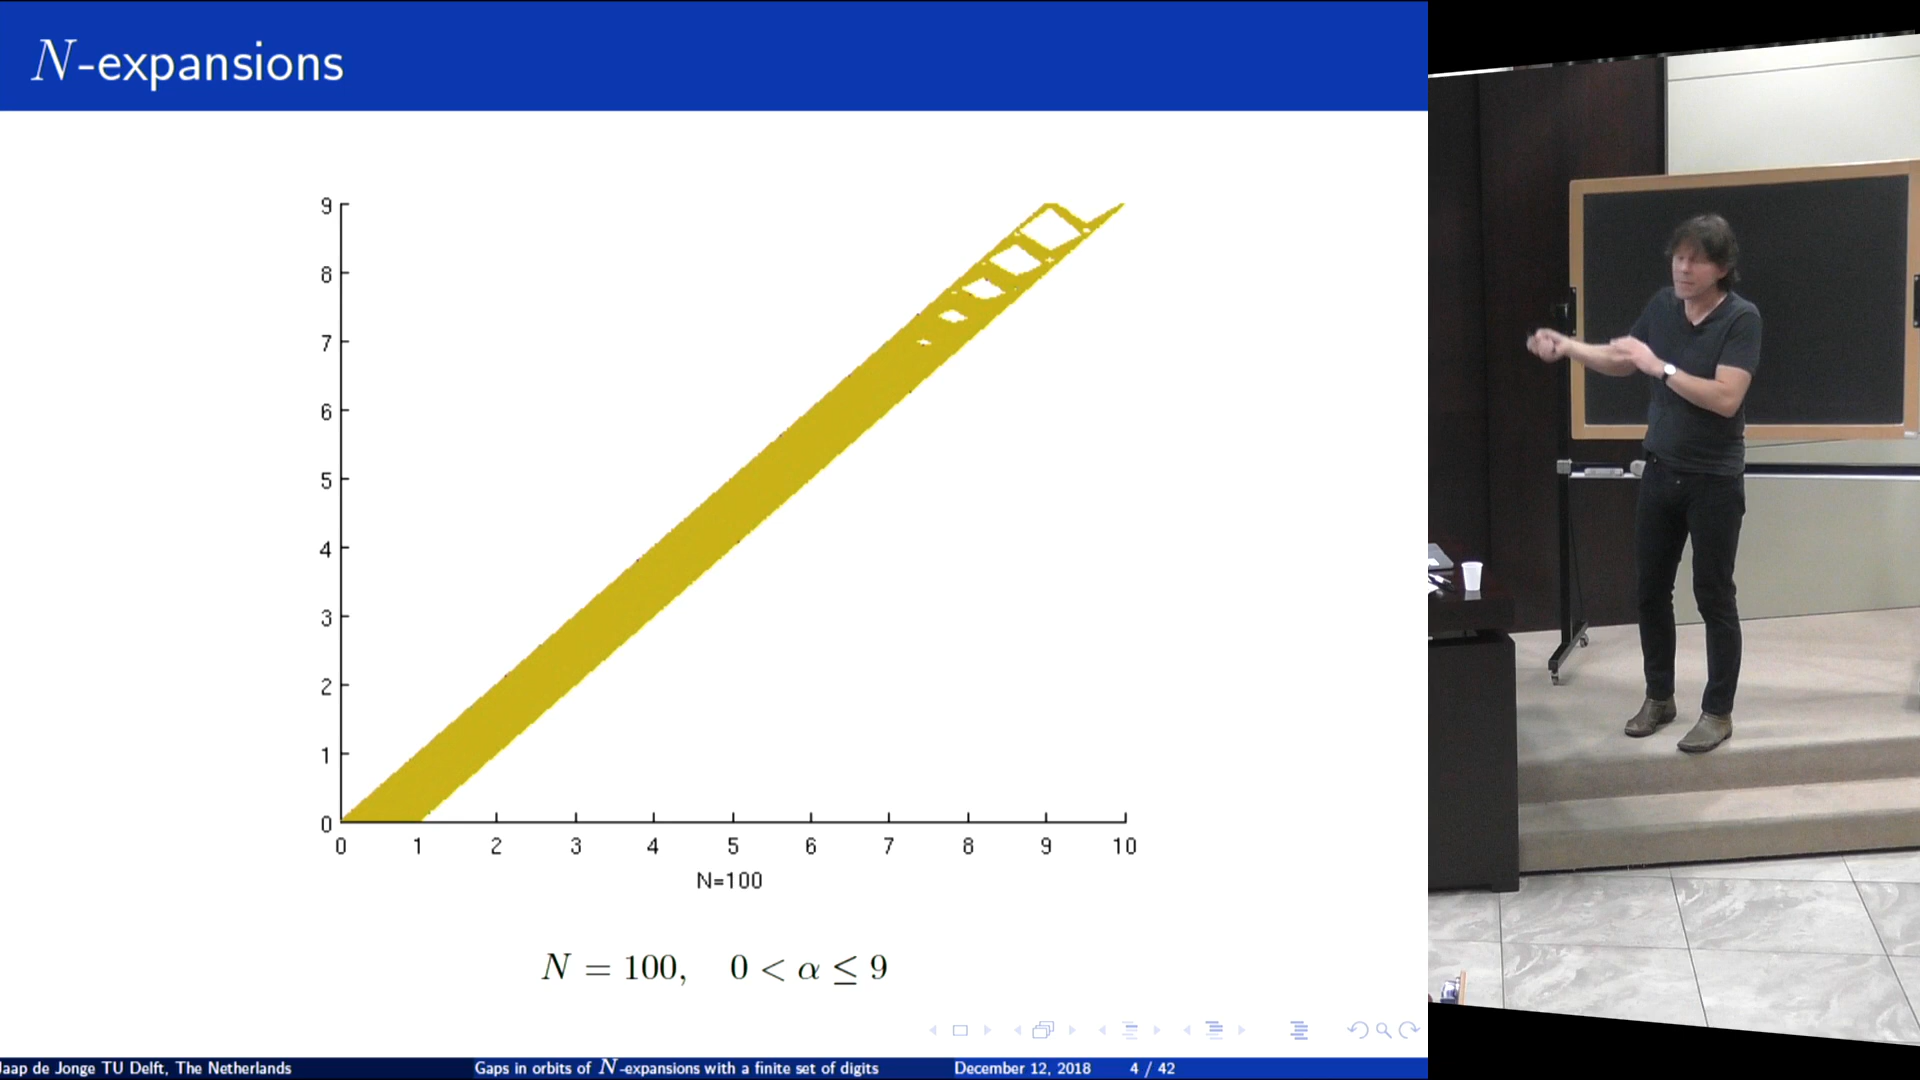 N-expansions
9
8
7
6
5
4
3
2
1
0
0 1 2 3 4 5 6 7 8 9 10
N=100
N = 100, 0 < α ≤ 9
Jaap de Jonge TU Delft, The Netherlands Gaps in orbits of N-expansions with a finite set of digits December 12, 2018 4 / 42